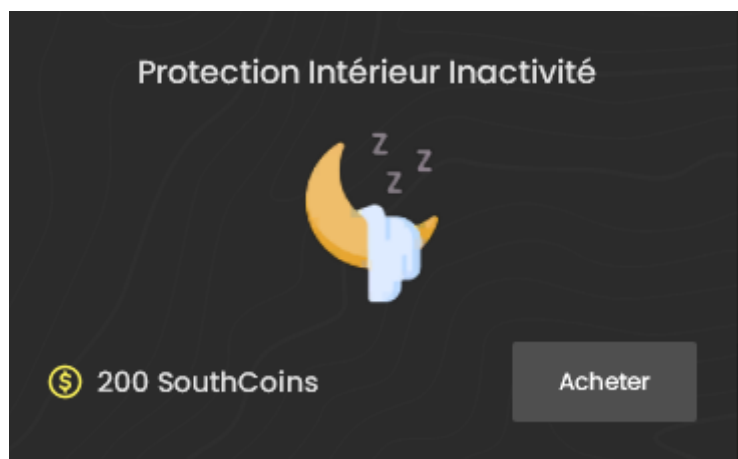 Protection Intérieur Inactivité
z
z
z
200 SouthCoins
Acheter